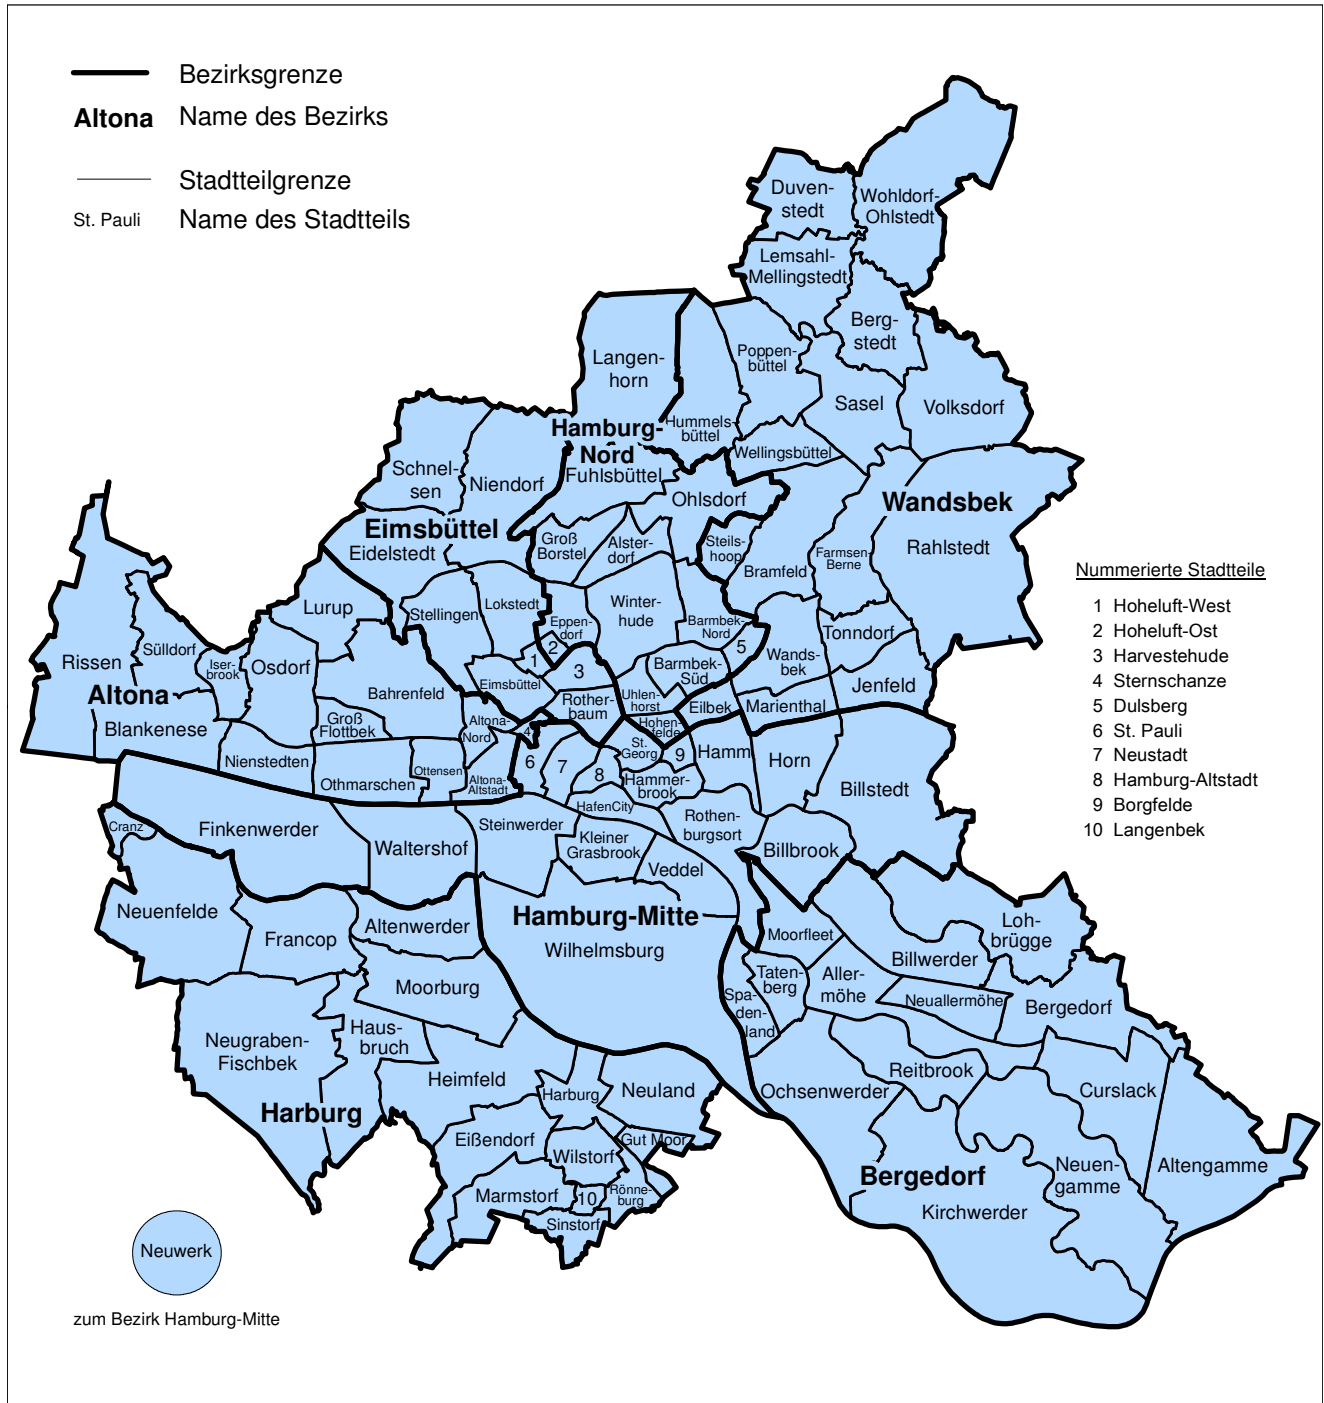 Bezirksgrenze
Altona Name des Bezirks
Stadtteilgrenze
St. Pauli Name des Stadtteils
Duven-
stedt
Wohldorf-
Ohlstedt
Lemsahl-
Mellingstedt
Berg-
stedt
Poppen-
büttel
Langen-
horn
Sasel
Volksdorf
Hummels-
büttel
Hamburg-
Nord
Wellingsbüttel
Fuhlsbüttel
Schnel-
sen
Niendorf
Ohlsdorf
Wandsbek
Eimsbüttel
Eidelstedt
Groß
Borstel
Alster-
dorf
Steils-
hoop
Bramfeld
Farmsen-
Berne
Rahlstedt
Lurup
Stellingen
Lokstedt
Eppen-
dorf
Winter-
hude
Barmbek-
Nord
5
Tonndorf
Wands-
bek
Rissen
Sülldorf
Iser-
brook
Osdorf
2
1
3
Barmbek-
Süd
Jenfeld
Altona
Bahrenfeld
Eimsbüttel
Rother-
baum
Uhlen-
horst
Eilbek
Marienthal
Blankenese
Groß
Flottbek
Altona-
Nord
4
Hohen-
felde
Nienstedten
Othmarschen
Ottensen
Altona-
Altstadt
6
7
8
St.
Georg
9
Hamm
Horn
Hammer-
brook
Billstedt
HafenCity
Cranz
Finkenwerder
Waltershof
Steinwerder
Kleiner
Grasbrook
Rothen-
burgsort
Veddel
Billbrook
Neuenfelde
Francop
Altenwerder
Hamburg-Mitte
Wilhelmsburg
Moorfleet
Loh-
brügge
Billwerder
Moorburg
Spa-
den-
land
Taten-
berg
Aller-
möhe
Neuallermöhe
Bergedorf
Neugraben-
Fischbek
Haus-
bruch
Heimfeld
Harburg
Harburg
Neuland
Ochsenwerder
Reitbrook
Curslack
Eißendorf
Wilstorf
Gut Moor
Neuen-
gamme
Altengamme
Marmstorf
10
Rönne-
burg
Sinstorf
Bergedorf
Kirchwerder
Neuwerk
zum Bezirk Hamburg-Mitte
Nummerierte Stadtteile
1 Hoheluft-West
2 Hoheluft-Ost
3 Harvestehude
4 Sternschanze
5 Dulsberg
6 St. Pauli
7 Neustadt
8 Hamburg-Altstadt
9 Borgfelde
10 Langenbek